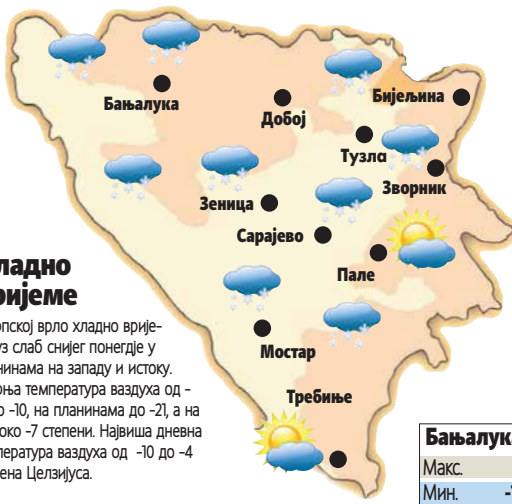 Бањалука
Добој
Бијељина
Тузла
Зворник
Зеница
Сарајево
Пале
Мостар
Требиње
ладно
ријеме
опској врло хладно врије-
уз слаб снијег понегдје у
нинама на западу и истоку.
рња температура ваздуха од -
о -10, на планинама до -21, а на
око -7 степени. Највиша дневна
пература ваздуха од -10 до -4
ена Целзијуса.
Бањалук
Макс.
Мин.